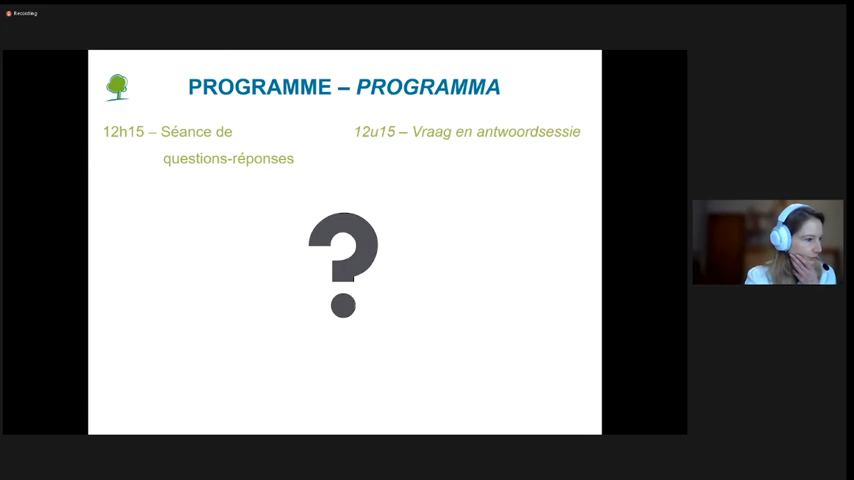 Recording
PROGRAMME – PROGRAMMA
12h15 – Séance de
questions-réponses
12u15 – Vraag en antwoordsessie
?